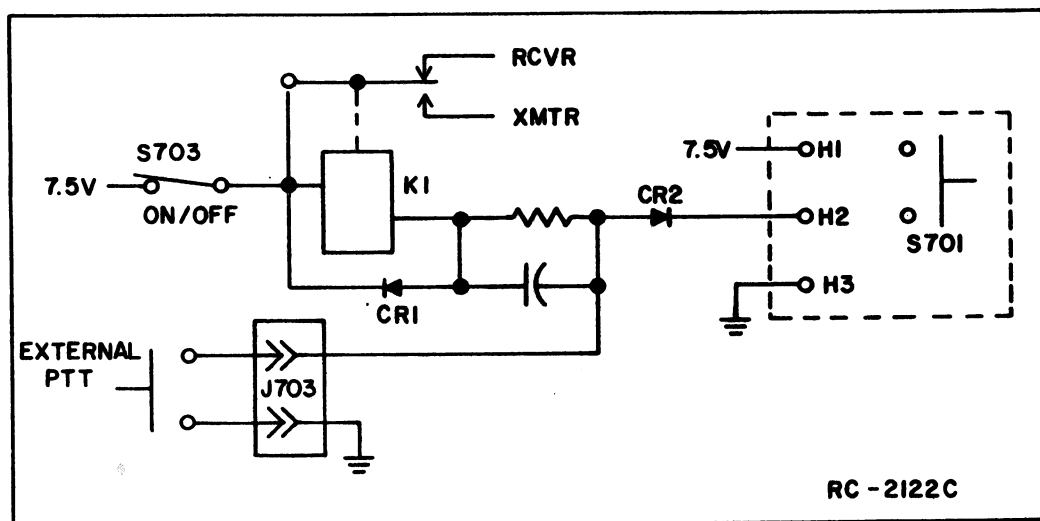 RCVR
XMTR
S703
7.5V
ON/OFF
K1
7.5V
H1
CR2
H2
S701
H3
CR1
EXTERNAL
PTT
J703
RC-2122C